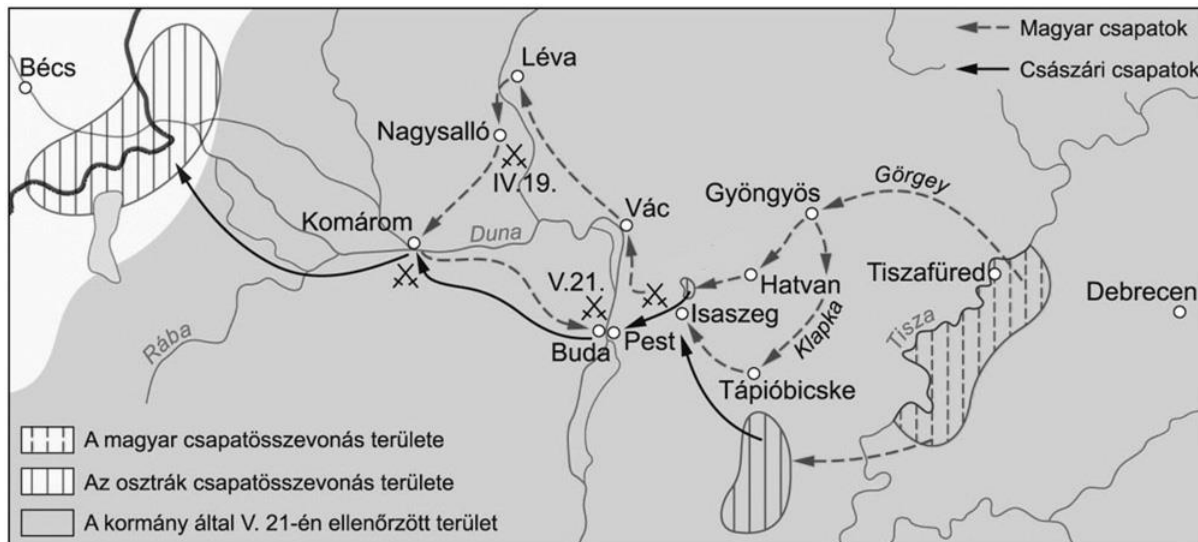 Magyar csapatok
Császári csapatok
Bécs
Léva
Nagysalló
IV.19.
Komárom
Duna
Vác
Gyöngyös
Görgey
Tiszafüred
Debrecen
Hatvan
V.21.
Isaszeg
Klapka
Tisza
Rába
Buda
Pest
Tápióbicske
A magyar csapatösszevonás területe
Az osztrák csapatösszevonás területe
A kormány által V. 21-én ellenőrzött terület